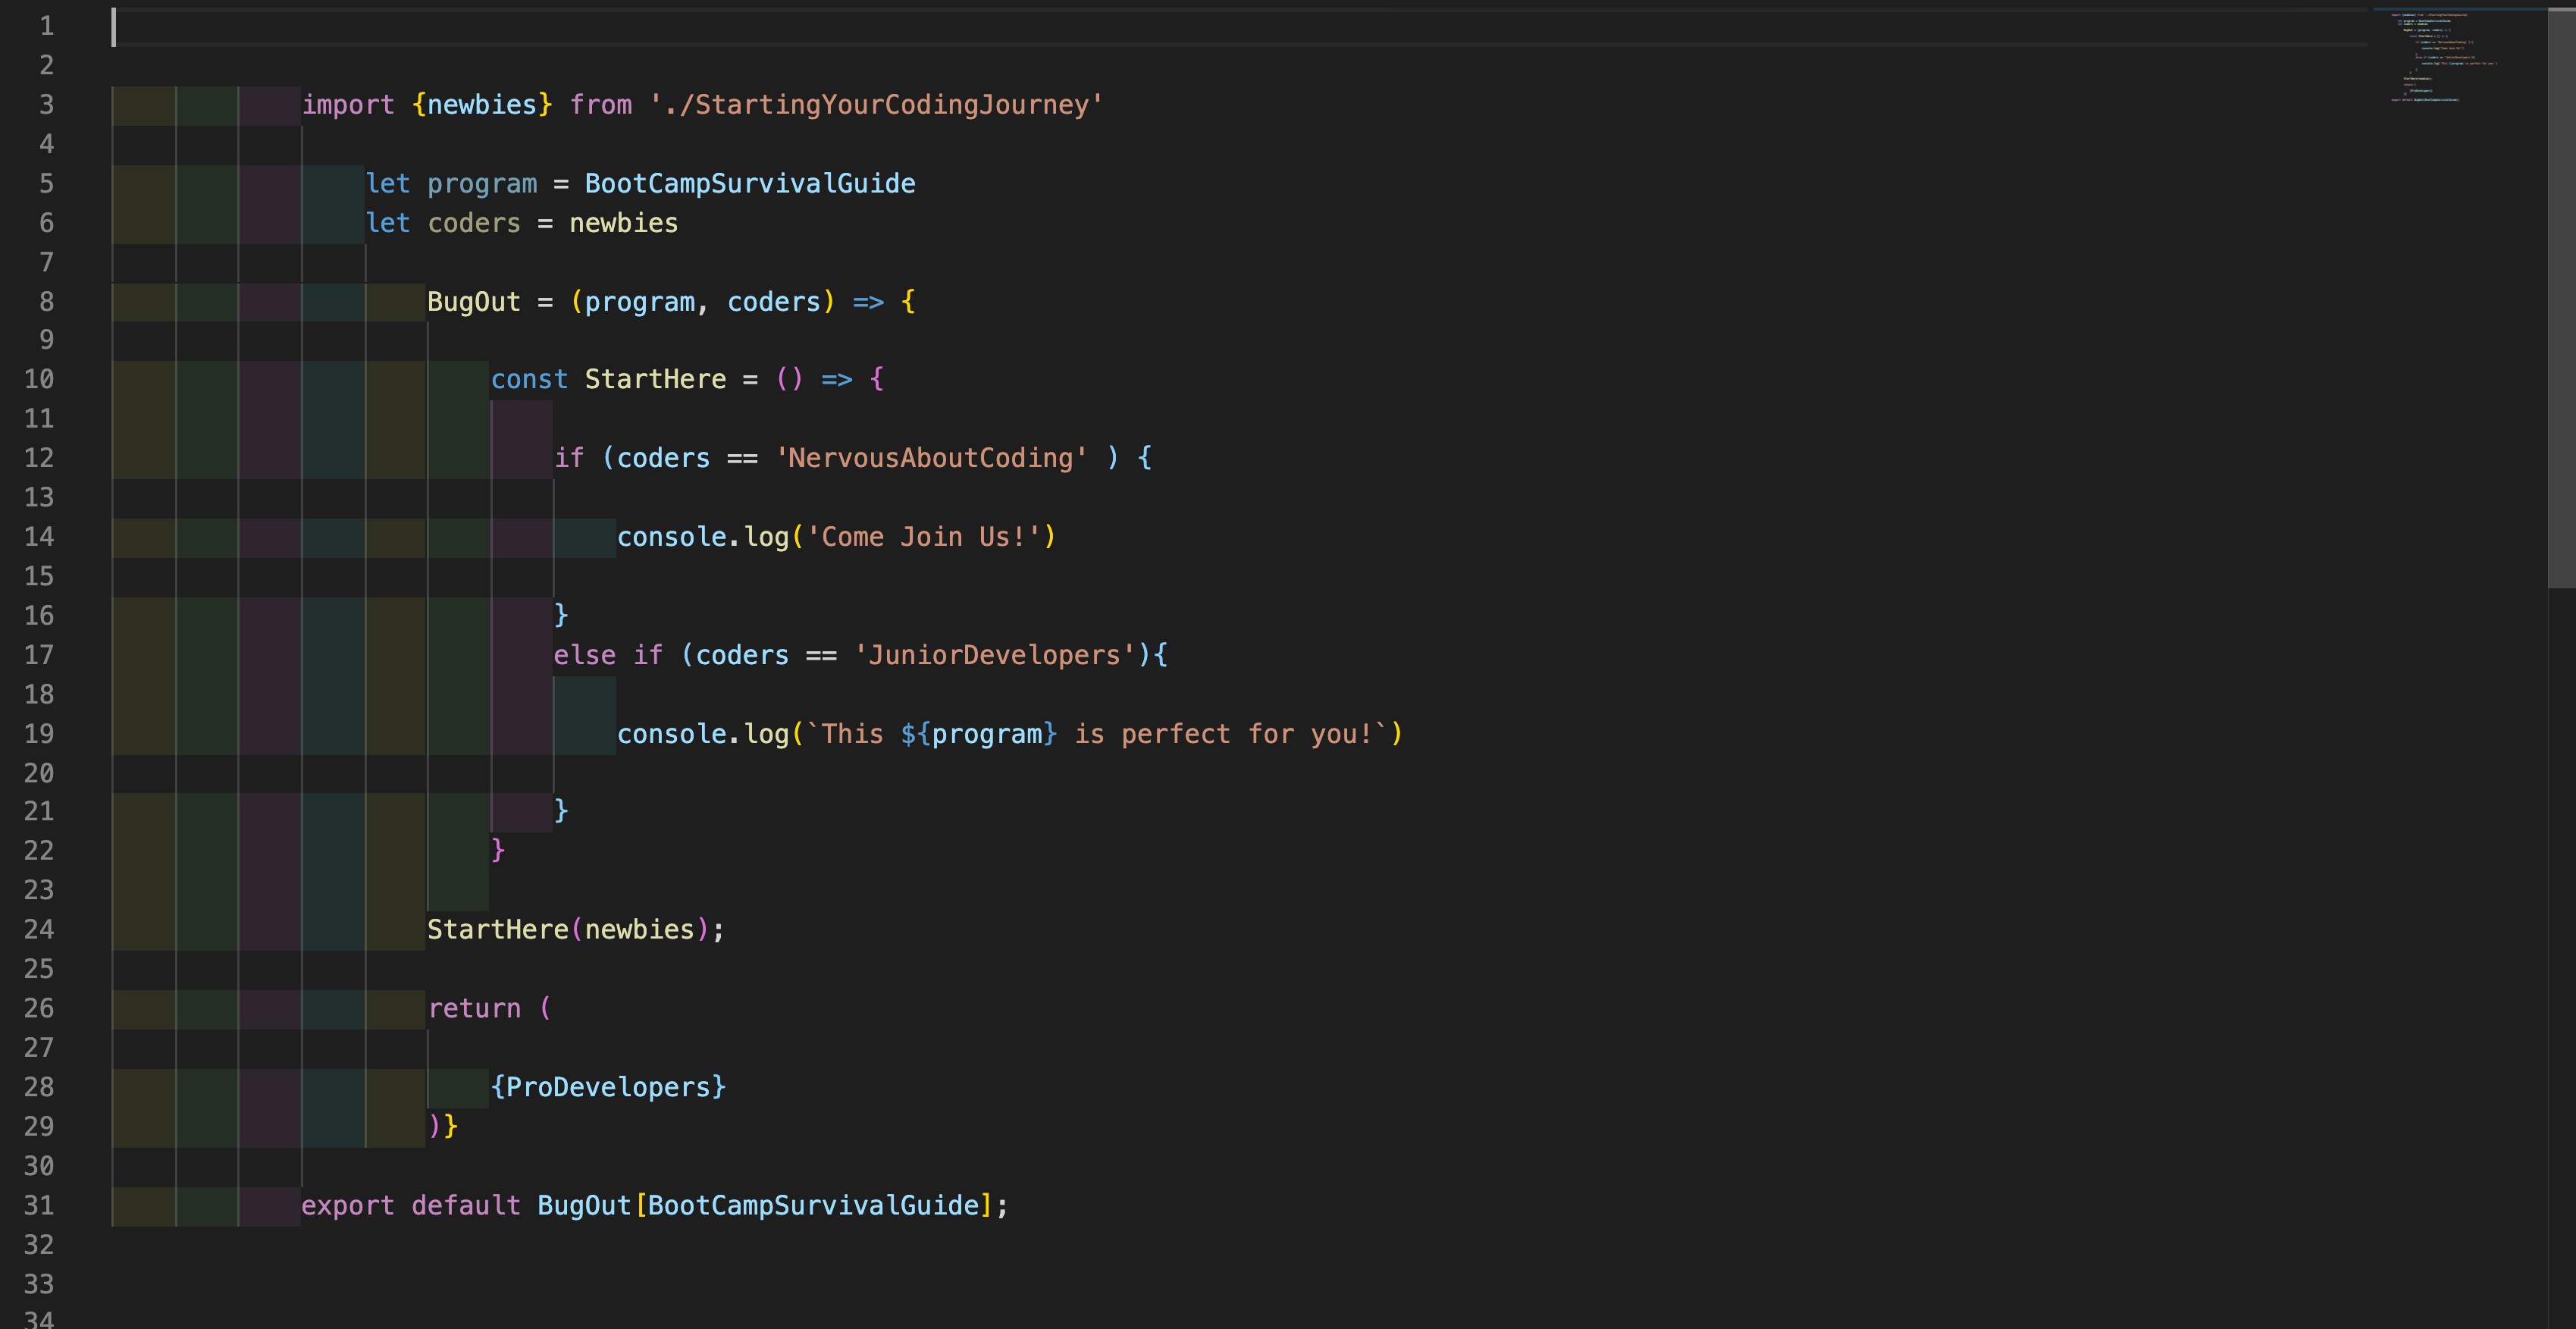 1
2
3 import {newbies} from './StartingYourCodingJourney'
4
5 let program = BootCampSurvivalGuide
6 let coders = newbies
7
8 BugOut = (program, coders) => {
9
10 const StartHere = () => {
11
12 if (coders == 'NervousAboutCoding' ) {
13
14 console.log('Come Join Us!')
15
16 }
17 else if (coders == 'JuniorDevelopers'){
18
19 console.log(`This ${program} is perfect for you!`)
20
21 }
22 }
23
24 StartHere(newbies);
25
26 return (
27
28 {ProDevelopers}
29 )}
30
31 export default BugOut[BootCampSurvivalGuide];
32
33
34